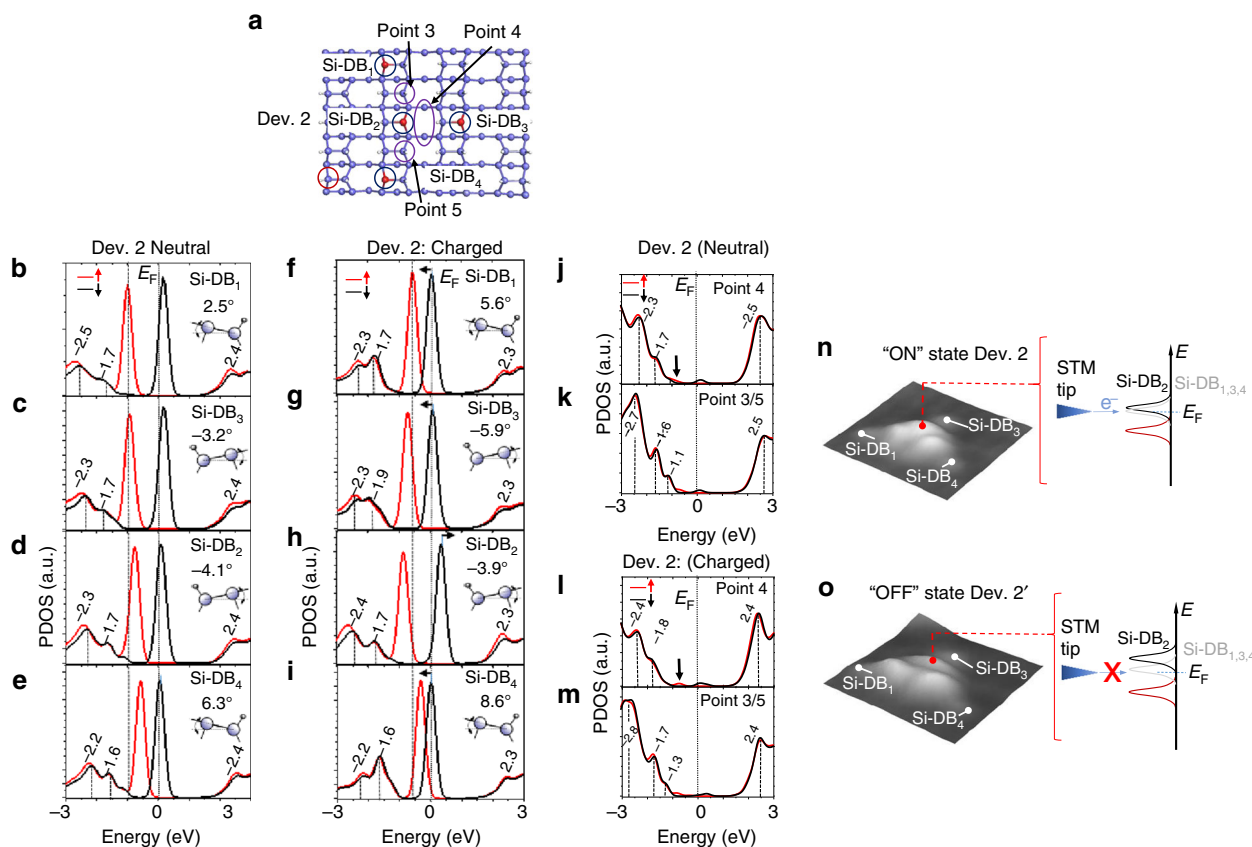 a
Point 3
Point 4
Si-DB1
Dev. 2
Si-DB2
Si-DB3
Si-DB4
Point 5
Dev. 2 Neutral
b
EF
Si-DB1
2.5°
−2.5
−1.7
2.4
c
Si-DB3
−3.2°
−2.3
−1.7
2.4
d
Si-DB2
−4.1°
−2.3
−1.7
2.4
e
Si-DB4
6.3°
−2.2
−1.6
−2.4
PDOS (a.u.)
−3
0
3
Energy (eV)
Dev. 2: Charged
f
EF
Si-DB1
5.6°
−2.3
−1.7
2.3
g
Si-DB3
−5.9°
−2.3
−1.9
2.3
h
Si-DB2
−3.9°
−2.4
−1.7
2.3
i
Si-DB4
8.6°
−2.2
−1.6
2.3
PDOS (a.u.)
−3
0
3
Energy (eV)
Dev. 2 (Neutral)
j
EF
Point 4
−2.3
−1.7
−2.5
k
Point 3/5
−2.7
−1.6
−1.1
2.5
PDOS (a.u.)
−3
0
3
Energy (eV)
Dev. 2: (Charged)
l
EF
Point 4
−2.4
−1.8
2.4
m
Point 3/5
−2.8
−1.7
−1.3
2.4
PDOS (a.u.)
−3
0
3
Energy (eV)
n
"ON" state Dev. 2
Si-DB1
Si-DB3
Si-DB4
STM
tip
e−
E
Si-DB2
Si-DB1,3,4
EF
o
"OFF" state Dev. 2′
Si-DB1
Si-DB3
Si-DB4
STM
tip
X
E
Si-DB2
Si-DB1,3,4
EF